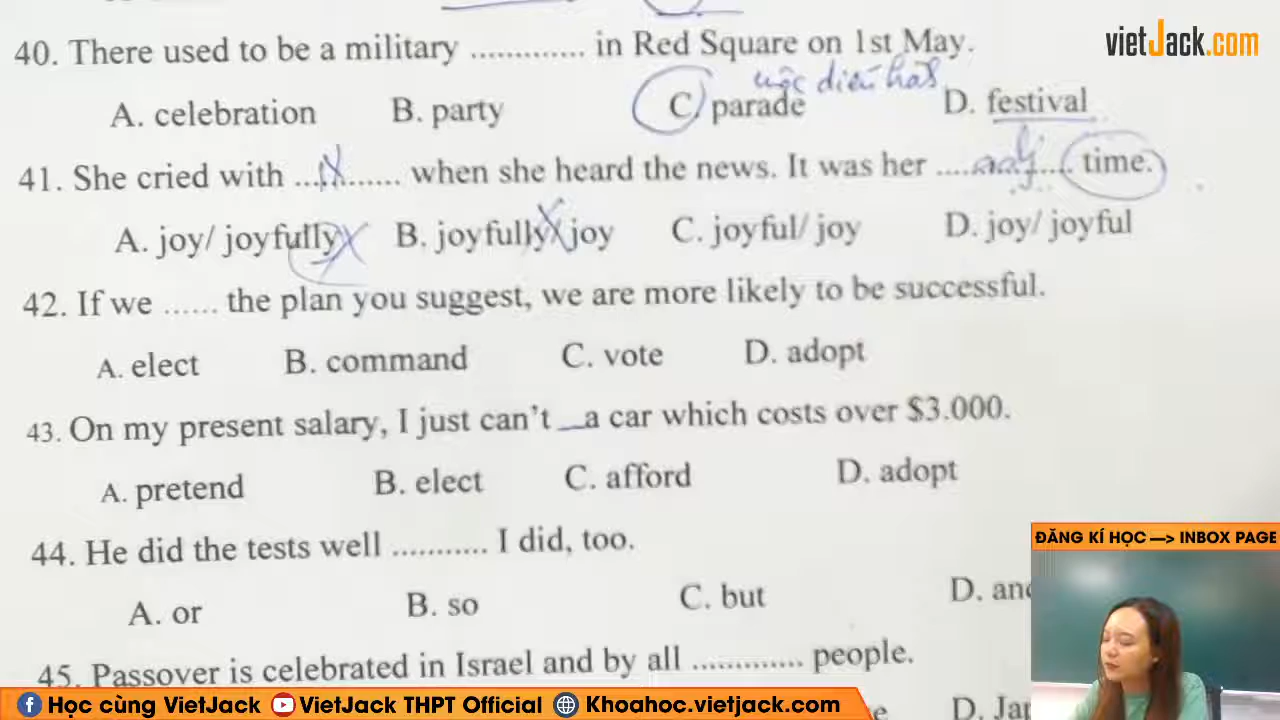 vietJack.com
40. There used to be a military ............. in Red Square on 1st May.
A. celebration B. party C. parade D. festival
41. She cried with ............ when she heard the news. It was her ....adj.... time.
A. joy/ joyfully B. joyfully/ joy C. joyful/ joy D. joy/ joyful
42. If we ...... the plan you suggest, we are more likely to be successful.
A. elect B. command C. vote D. adopt
43. On my present salary, I just can't __a car which costs over $3.000.
A. pretend B. elect C. afford D. adopt
44. He did the tests well ........... I did, too.
A. or B. so C. but D.
ĐĂNG KÍ HỌC —> INBOX PAGE
45. Passover is celebrated in Israel and by all ............. people.
D.
Học cùng VietJack VietJack THPT Official Khoahoc.vietjack.com